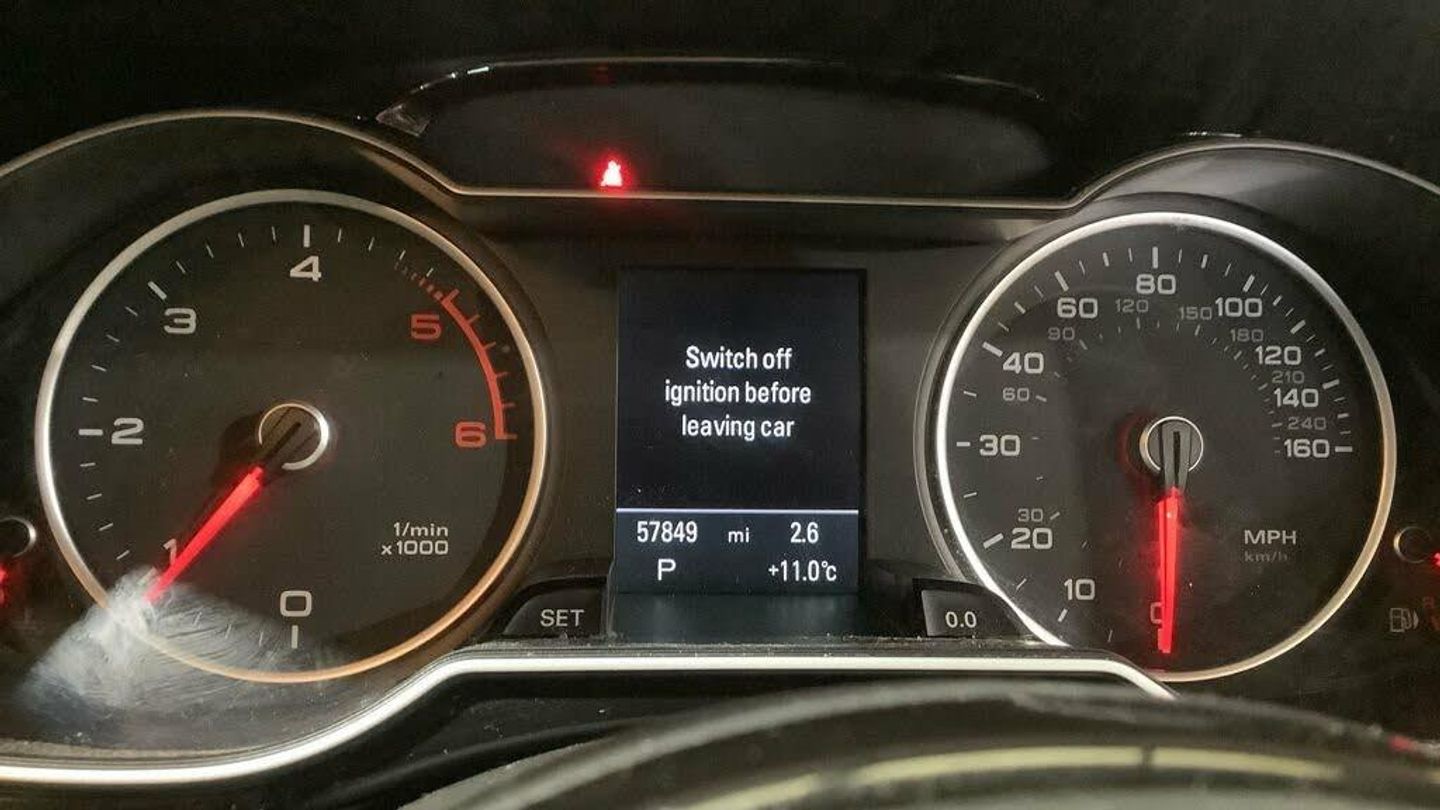 4
3
5
2
6
1
1/min
x1000
0
SET
Switch off
ignition before
leaving car
57849 mi 2.6
P +11.0°c
0.0
80
60 100
120 150
90 180
40 120
60 210
140
240
30 160
30
20
MPH
km/h
10
0